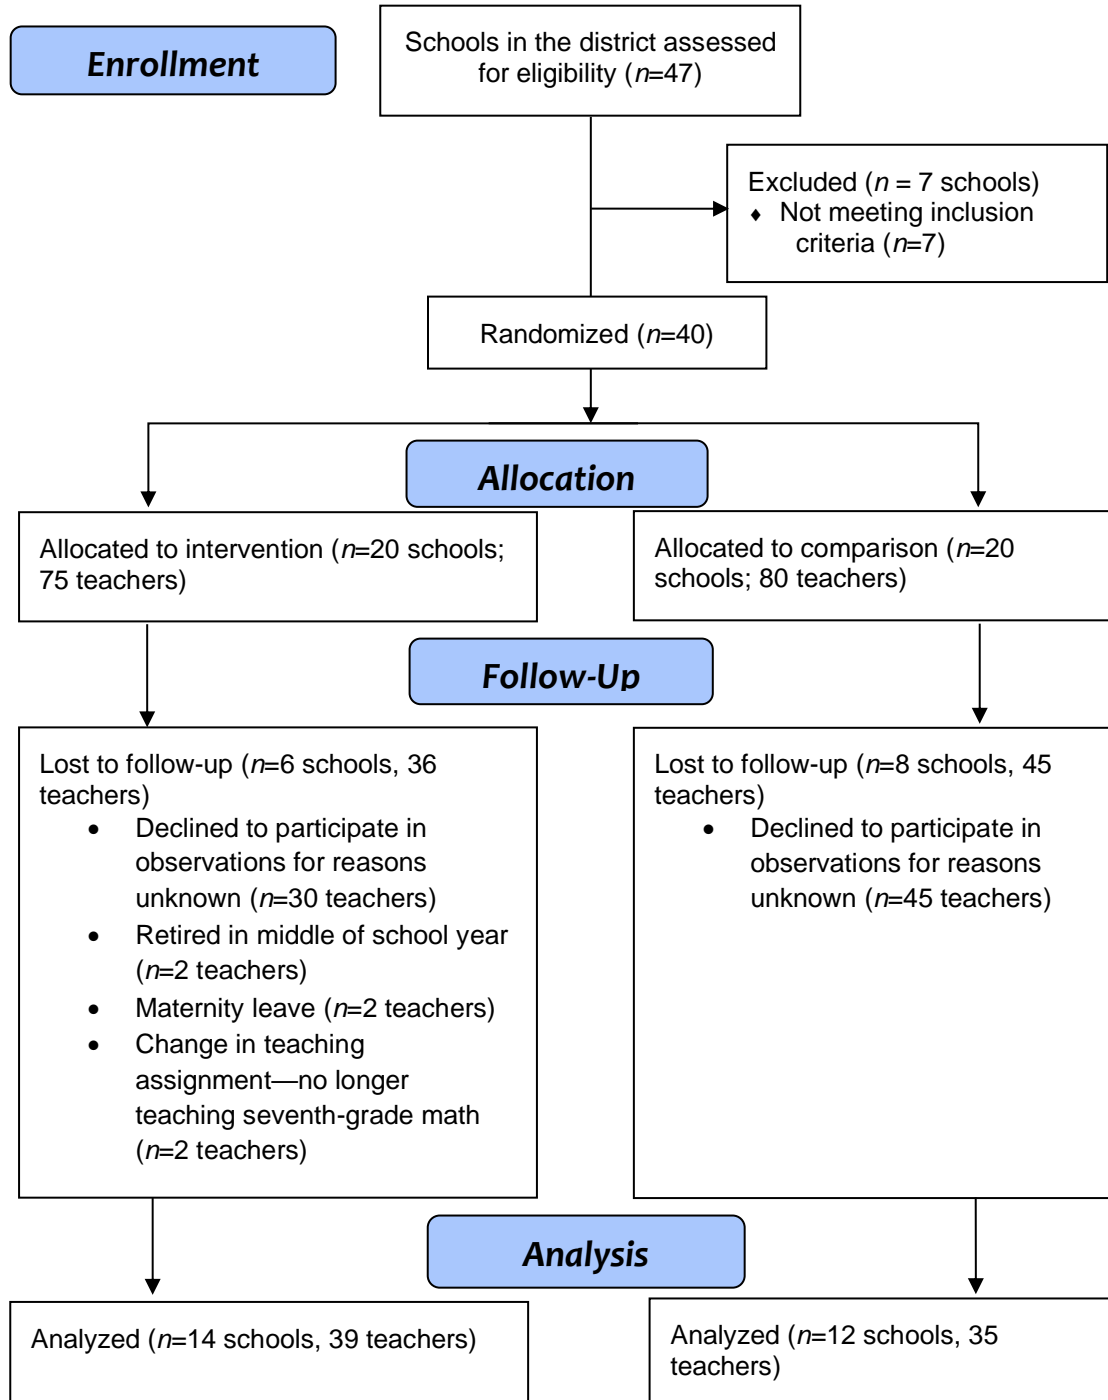 Enrollment
Schools in the district assessed
for eligibility (n=47)
Excluded (n = 7 schools)
♦ Not meeting inclusion
criteria (n=7)
Randomized (n=40)
Allocation
Allocated to intervention (n=20 schools;
75 teachers)
Allocated to comparison (n=20
schools; 80 teachers)
Follow-Up
Lost to follow-up (n=6 schools, 36
teachers)
• Declined to participate in
observations for reasons
unknown (n=30 teachers)
• Retired in middle of school year
(n=2 teachers)
• Maternity leave (n=2 teachers)
• Change in teaching
assignment—no longer
teaching seventh-grade math
(n=2 teachers)
Lost to follow-up (n=8 schools, 45
teachers)
• Declined to participate in
observations for reasons
unknown (n=45 teachers)
Analysis
Analyzed (n=14 schools, 39 teachers)
Analyzed (n=12 schools, 35
teachers)